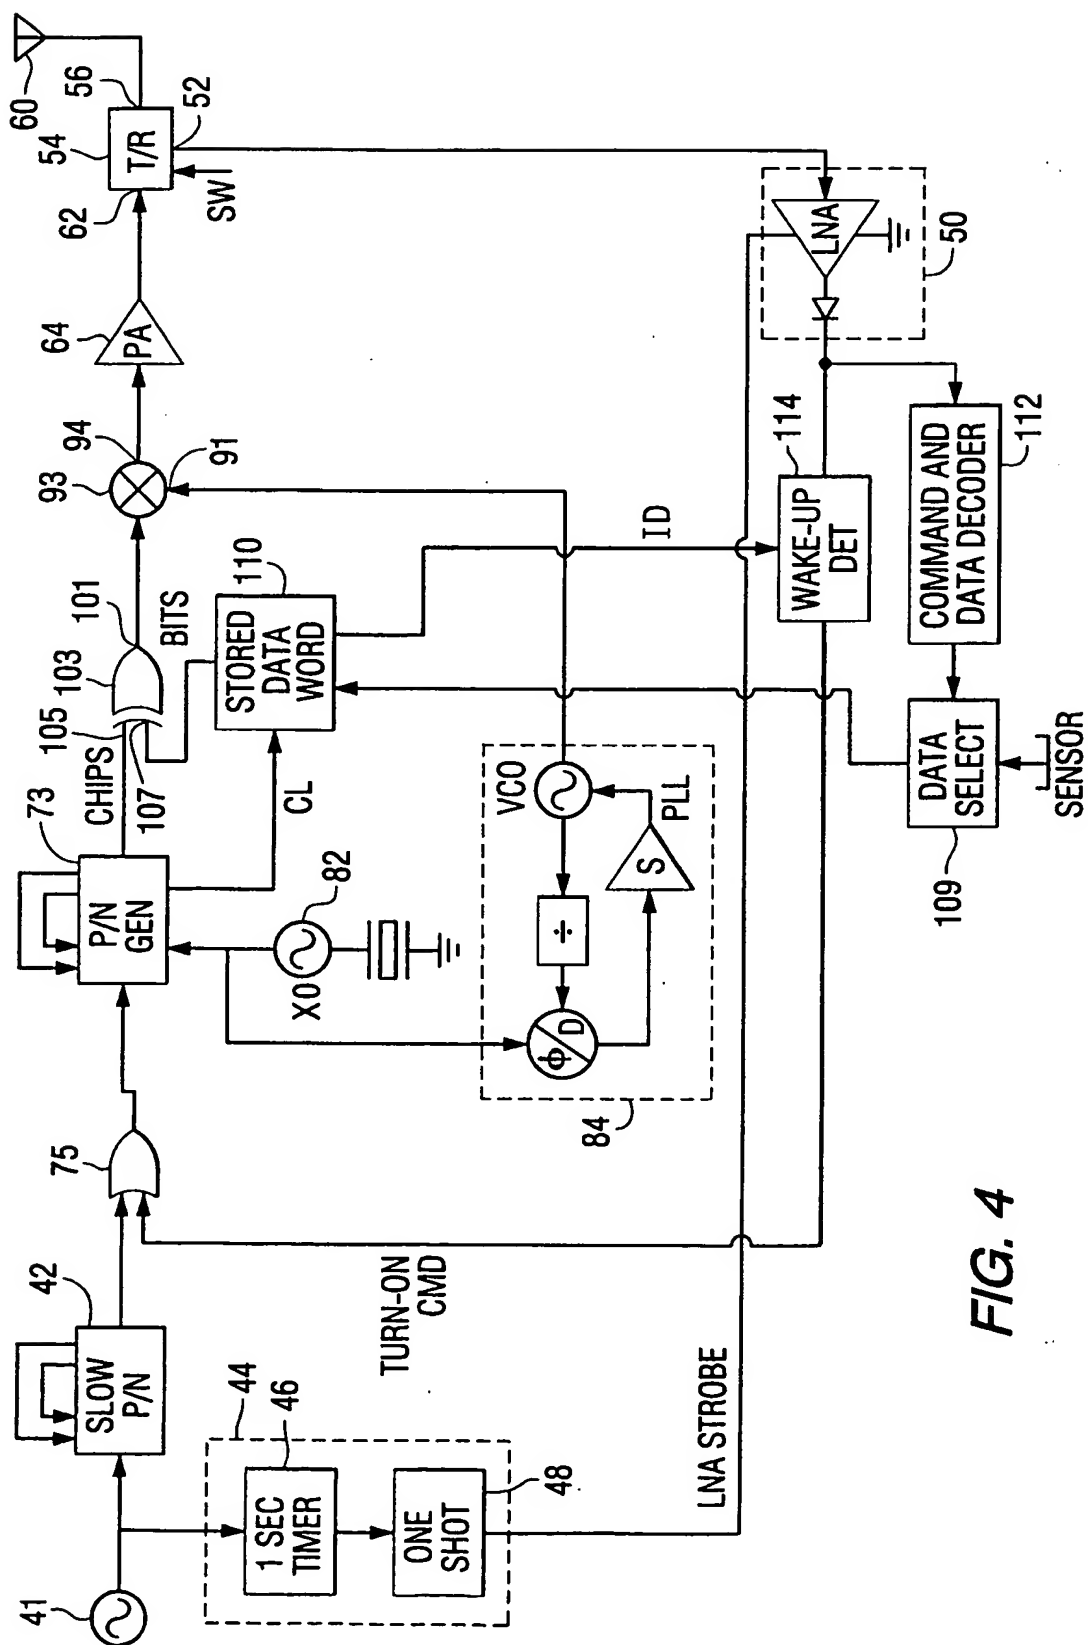 41
SLOW
P/N
42
75
P/N
GEN
73
CHIPS
105
107
103
101
BITS
93
94
91
PA
64
62
T/R
54
56
52
60
SW
44
1 SEC
TIMER
46
ONE
SHOT
48
TURN-ON
CMD
LNA STROBE
XO
82
CL
STORED
DATA
WORD
110
ID
VCO
÷
ϕ
D
S
PLL
84
WAKE-UP
DET
114
LNA
50
COMMAND AND
DATA DECODER
112
DATA
SELECT
109
SENSOR
FIG. 4